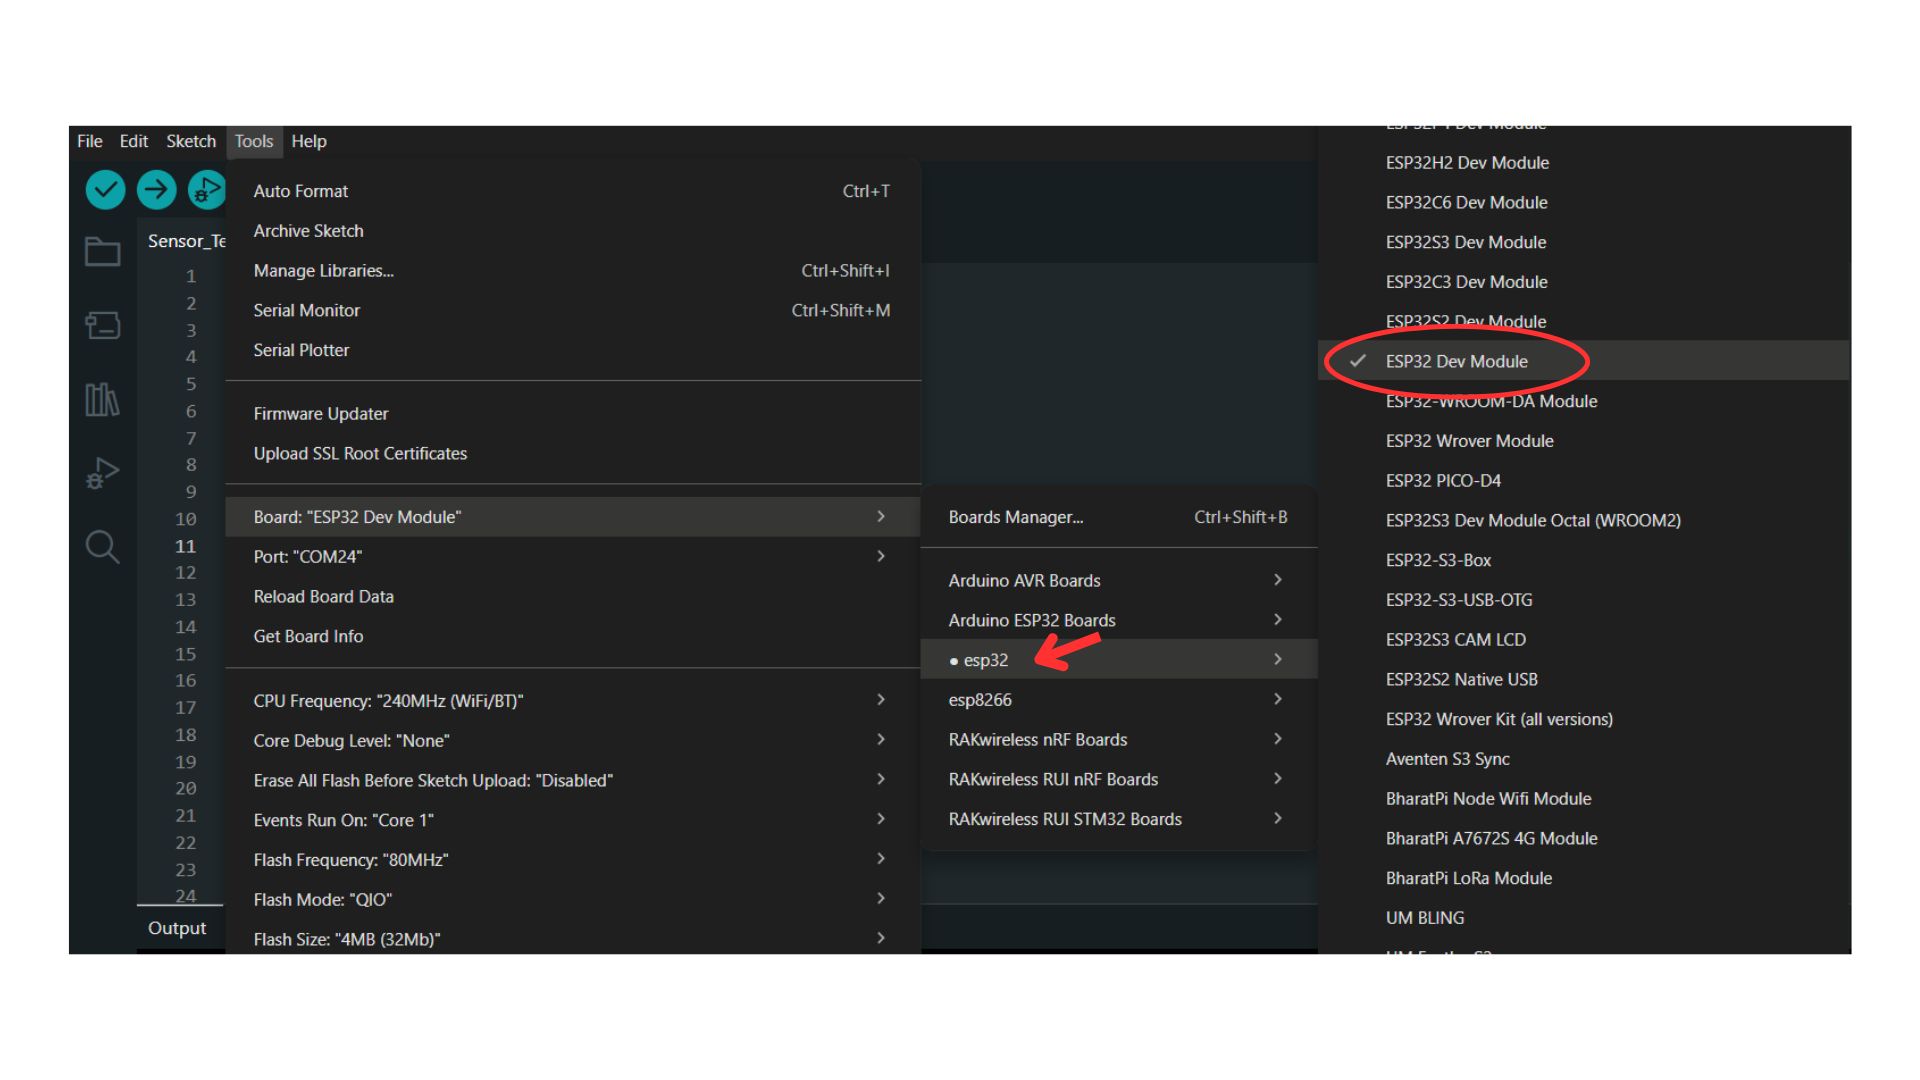 File Edit Sketch Tools Help
Sensor_Te
1
2
3
4
5
6
7
8
9
10
11
12
13
14
15
16
17
18
19
20
21
22
23
24
Output
Auto Format Ctrl+T
Archive Sketch
Manage Libraries... Ctrl+Shift+I
Serial Monitor Ctrl+Shift+M
Serial Plotter
Firmware Updater
Upload SSL Root Certificates
Board: "ESP32 Dev Module"
Port: "COM24"
Reload Board Data
Get Board Info
CPU Frequency: "240MHz (WiFi/BT)"
Core Debug Level: "None"
Erase All Flash Before Sketch Upload: "Disabled"
Events Run On: "Core 1"
Flash Frequency: "80MHz"
Flash Mode: "QIO"
Flash Size: "4MB (32Mb)"
Boards Manager... Ctrl+Shift+B
Arduino AVR Boards
Arduino ESP32 Boards
• esp32
esp8266
RAKwireless nRF Boards
RAKwireless RUI nRF Boards
RAKwireless RUI STM32 Boards
Dev Module
ESP32H2 Dev Module
ESP32C6 Dev Module
ESP32S3 Dev Module
ESP32C3 Dev Module
ESP32S2 Dev Module
✓ ESP32 Dev Module
ESP32-WROOM-DA Module
ESP32 Wrover Module
ESP32 PICO-D4
ESP32S3 Dev Module Octal (WROOM2)
ESP32-S3-Box
ESP32-S3-USB-OTG
ESP32S3 CAM LCD
ESP32S2 Native USB
ESP32 Wrover Kit (all versions)
Aventen S3 Sync
BharatPi Node Wifi Module
BharatPi A7672S 4G Module
BharatPi LoRa Module
UM BLING